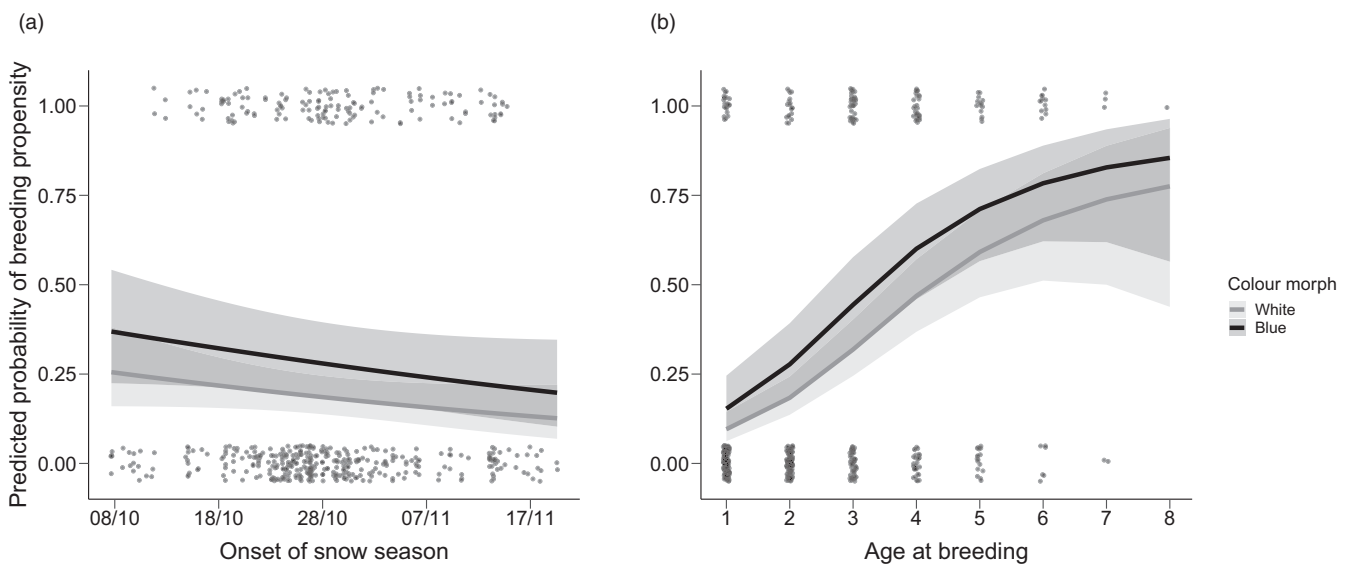 (a)
Predicted probability of breeding propensity
1.00
0.75
0.50
0.25
0.00
08/10 18/10 28/10 07/11 17/11
Onset of snow season
(b)
1.00
0.75
0.50
0.25
0.00
1 2 3 4 5 6 7 8
Age at breeding
Colour morph
White
Blue